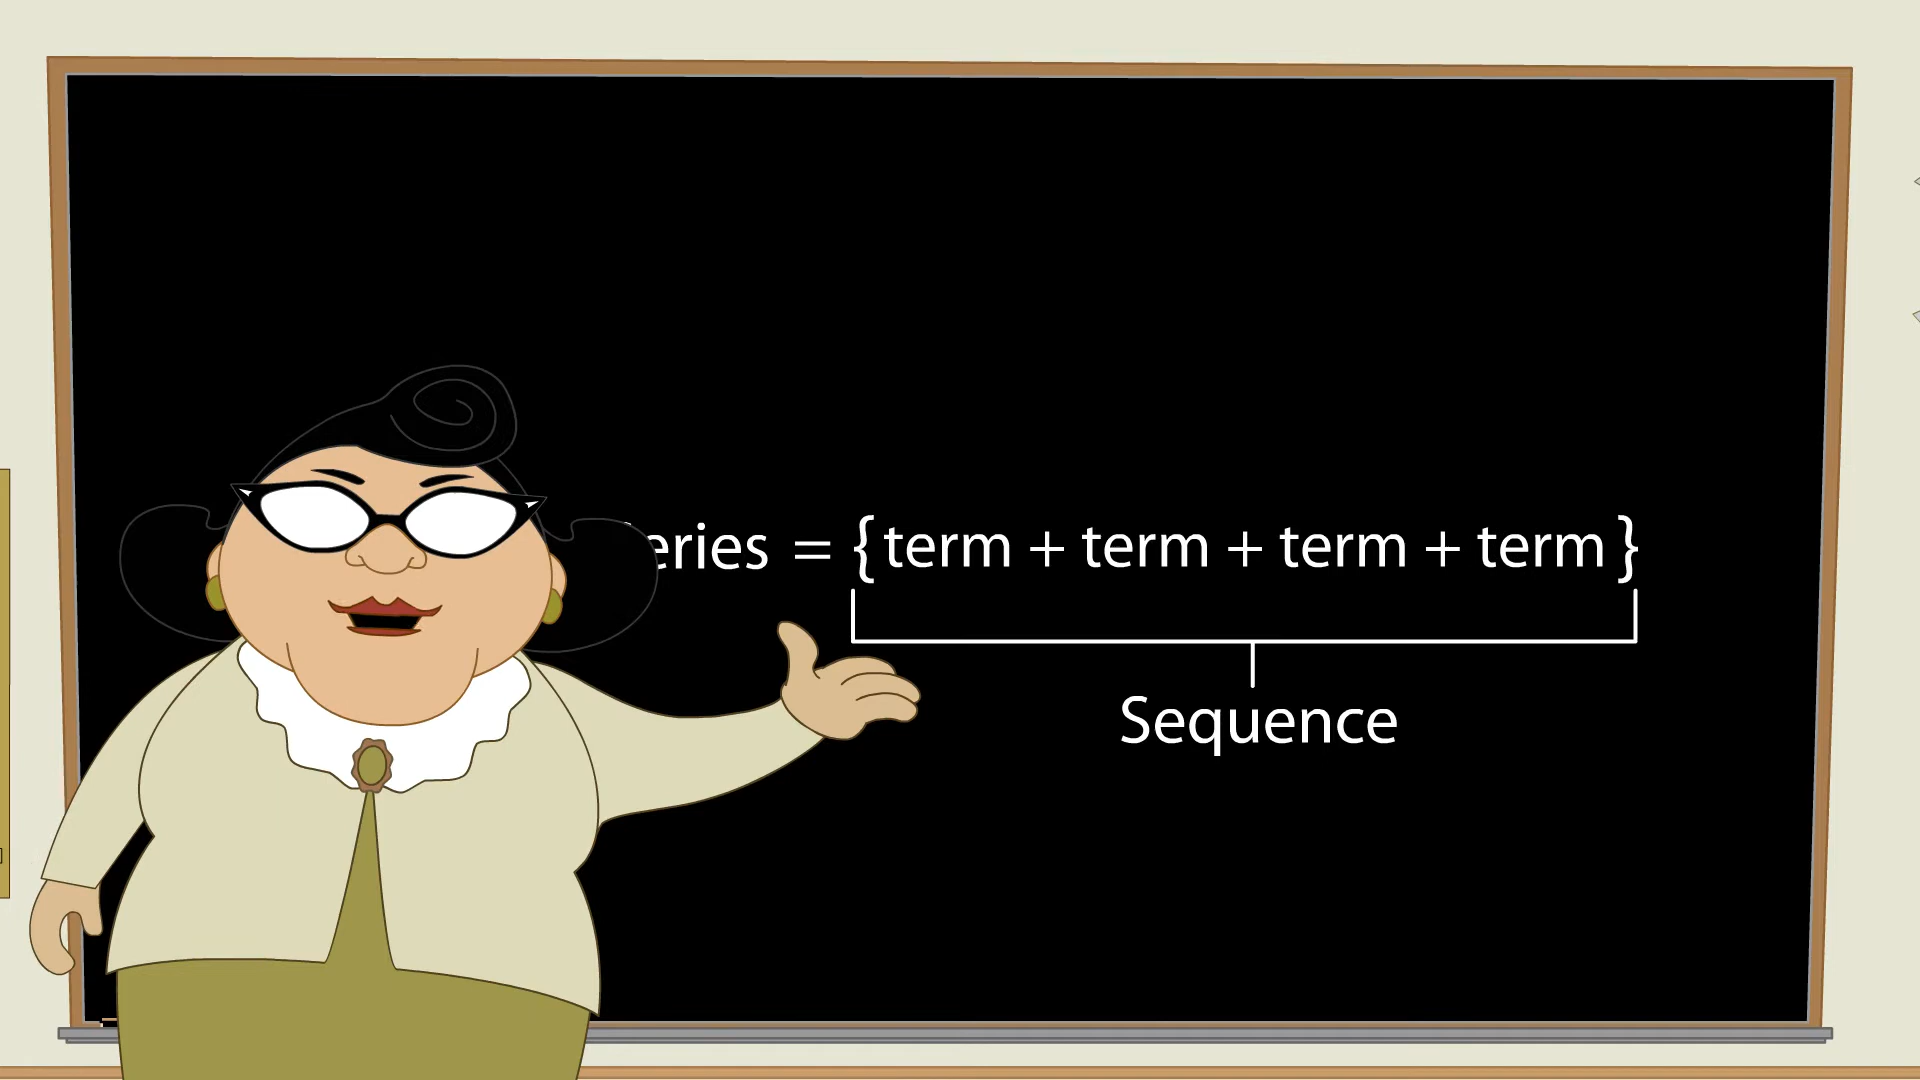 eries = { term + term + term + term }
Sequence